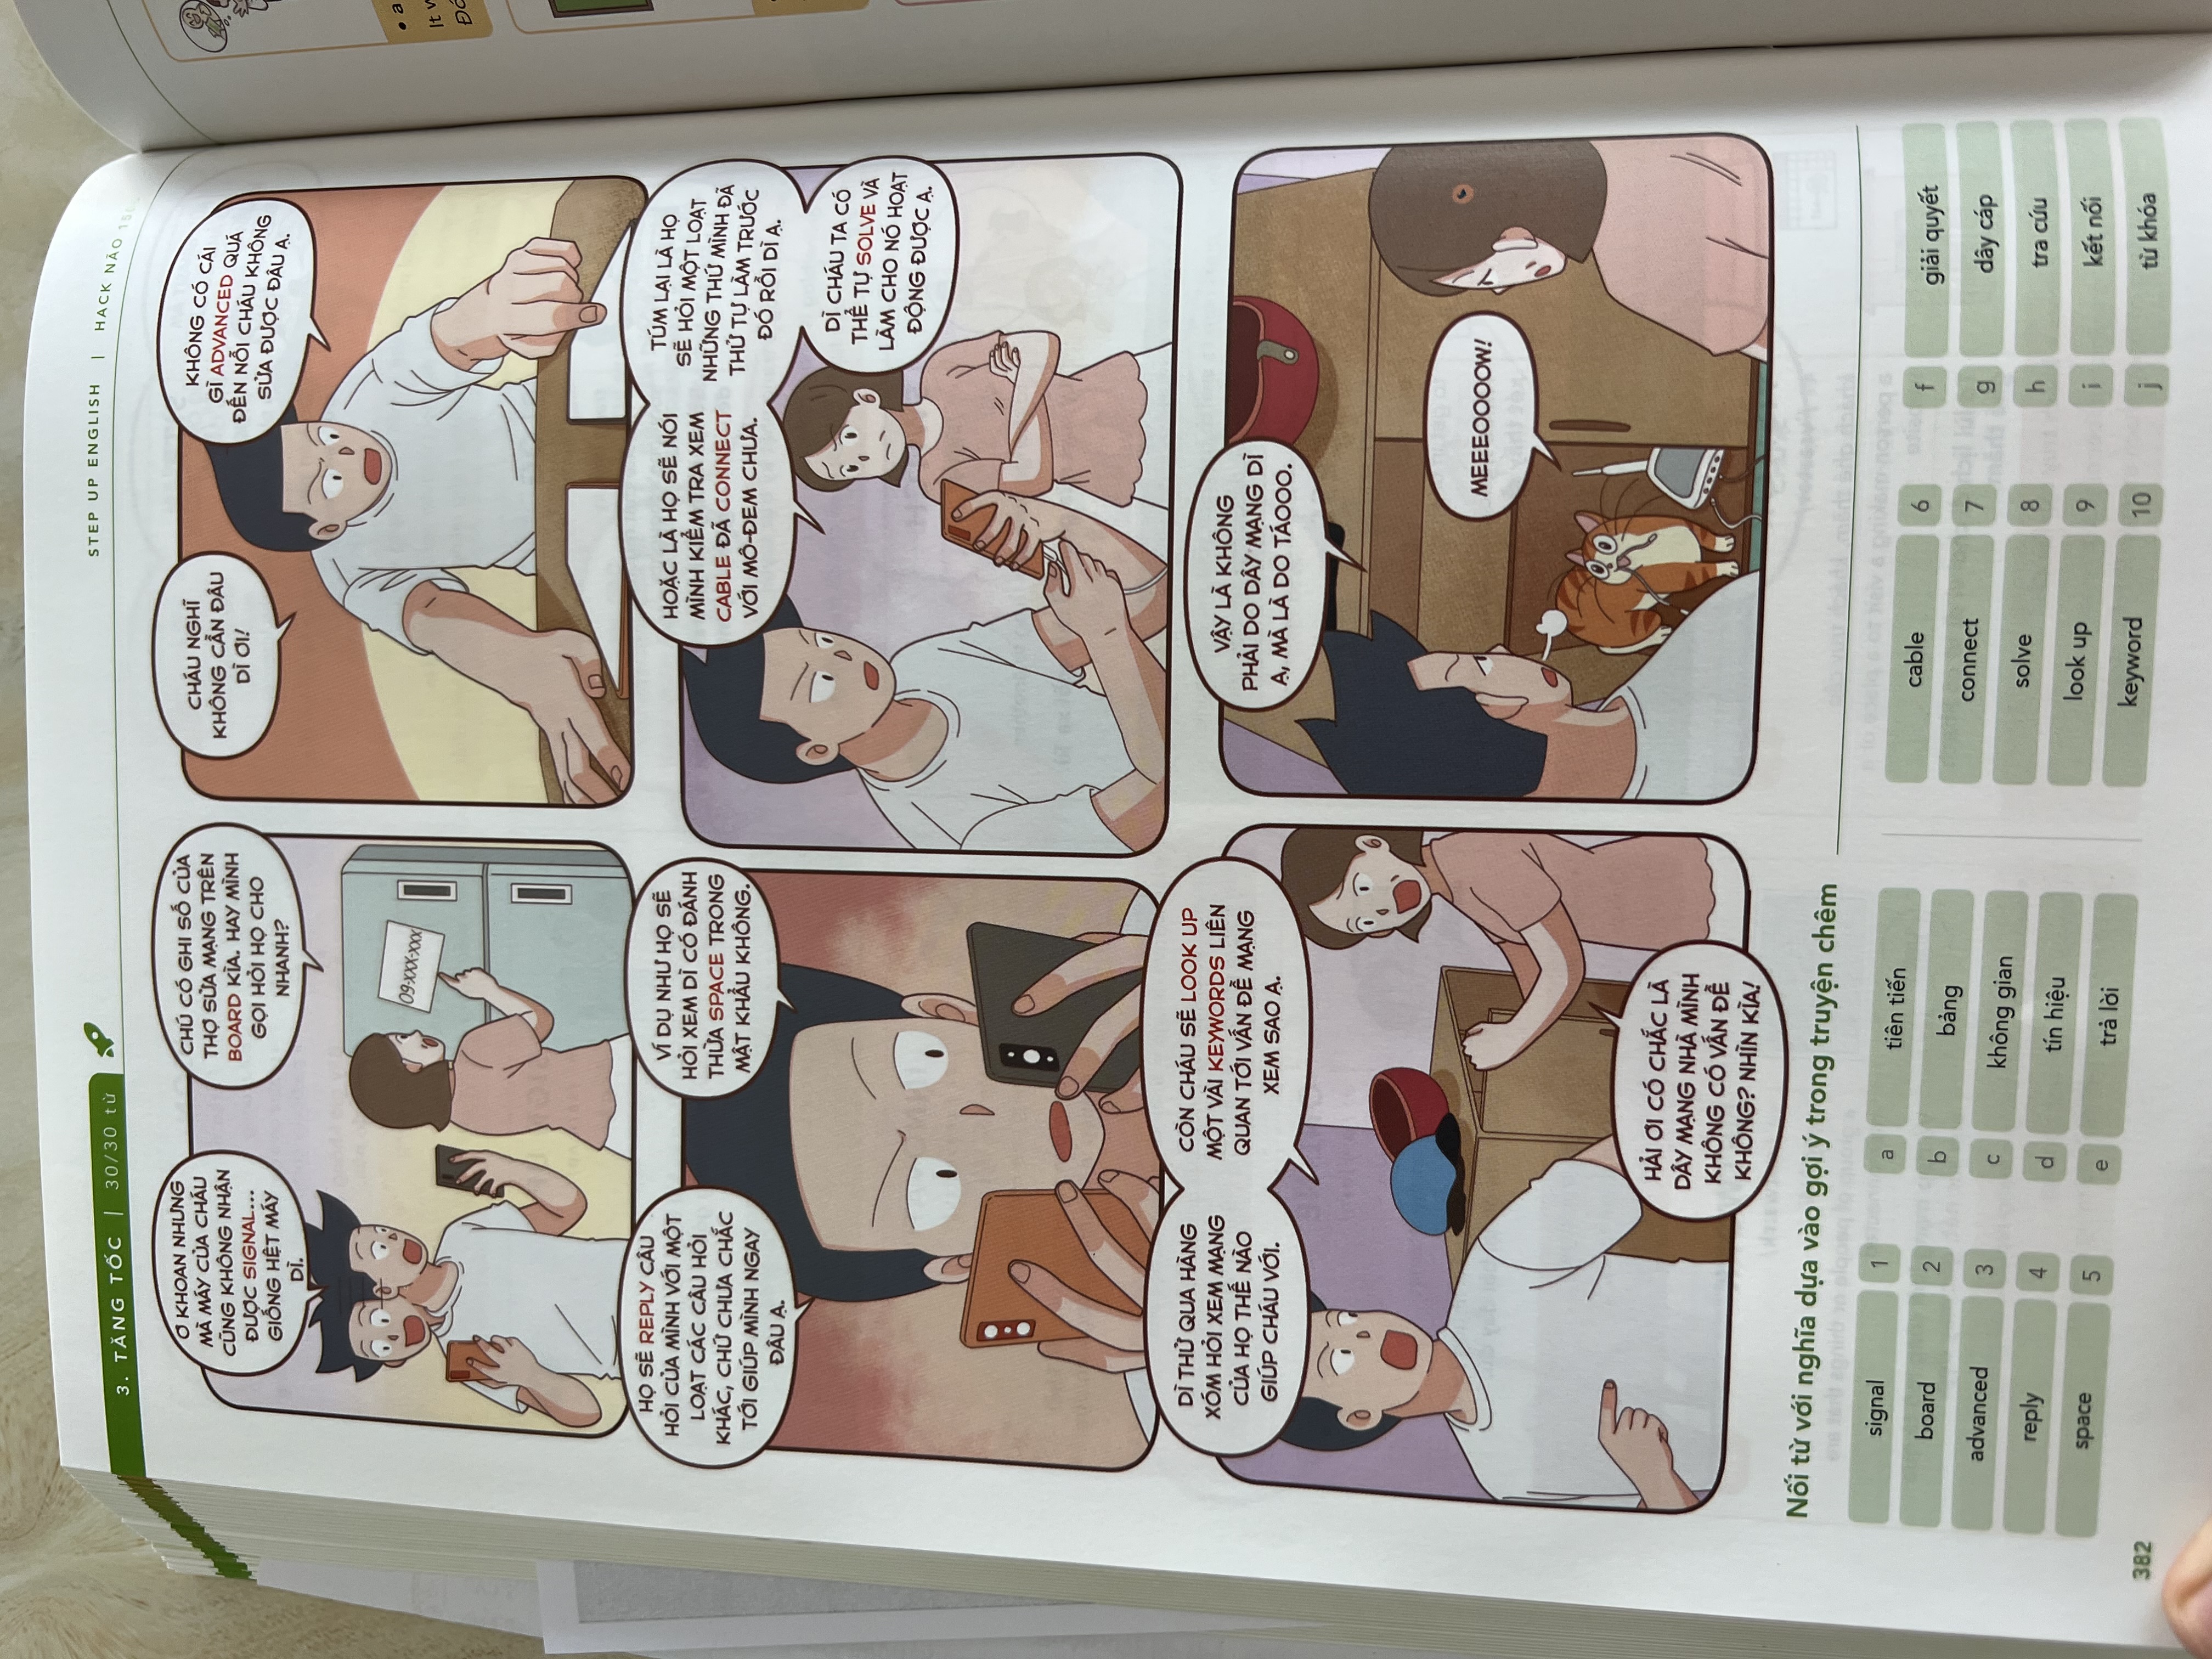 3. TĂNG TỐC | 30/30 từ
STEP UP ENGLISH | HACK NÃO
Ơ KHOAN NHƯNG
MÀ MÁY CỦA CHÁU
CŨNG KHÔNG NHẬN
ĐƯỢC SIGNAL...
GIỐNG HỆT MÁY
DÌ.
CHÚ CÓ GHI SỐ CỦA
THỢ SỬA MẠNG TRÊN
BOARD KÌA. HAY MÌNH
GỌI HỎI HỌ CHO
NHANH?
09-XXX-XXX
CHÁU NGHĨ
KHÔNG CẦN ĐÂU
DÌ ƠI!
KHÔNG CÓ CÁI
GÌ ADVANCED QUÁ
ĐẾN NỖI CHÁU KHÔNG
SỬA ĐƯỢC ĐÂU Ạ.
HỌ SẼ REPLY CÂU
HỎI CỦA MÌNH VỚI MỘT
LOẠT CÁC CÂU HỎI
KHÁC, CHỨ CHƯA CHẮC
TỚI GIÚP MÌNH NGAY
ĐÂU Ạ.
VÍ DỤ NHƯ HỌ SẼ
HỎI XEM DÌ CÓ ĐÁNH
THỪA SPACE TRONG
MẬT KHẨU KHÔNG.
HOẶC LÀ HỌ SẼ NÓI
MÌNH KIỂM TRA XEM
CABLE ĐÃ CONNECT
VỚI MÔ-ĐEM CHƯA.
TÚM LẠI LÀ HỌ
SẼ HỎI MỘT LOẠT
NHỮNG THỨ MÌNH ĐÃ
THỬ TỰ LÀM TRƯỚC
ĐÓ RỒI DÌ Ạ.
DÌ CHÁU TA CÓ
THỂ TỰ SOLVE VÀ
LÀM CHO NÓ HOẠT
ĐỘNG ĐƯỢC Ạ.
DÌ THỬ QUA HÀNG
XÓM HỎI XEM MẠNG
CỦA HỌ THẾ NÀO
GIÚP CHÁU VỚI.
CÒN CHÁU SẼ LOOK UP
MỘT VÀI KEYWORDS LIÊN
QUAN TỚI VẤN ĐỀ MẠNG
XEM SAO Ạ.
HẢI ƠI CÓ CHẮC LÀ
DÂY MẠNG NHÀ MÌNH
KHÔNG CÓ VẤN ĐỀ
KHÔNG? NHÌN KÌA!
VẬY LÀ KHÔNG
PHẢI DO DÂY MẠNG DÌ
Ạ, MÀ LÀ DO TÁOOO.
MEEEOOOOW!
Nối từ với nghĩa dựa vào gợi ý trong truyện chêm
signal 1 a tiên tiến
board 2 b bảng
advanced 3 c không gian
reply 4 d tín hiệu
space 5 e trả lời
cable 6 f giải quyết
connect 7 g dây cáp
solve 8 h tra cứu
look up 9 i kết nối
keyword 10 j từ khóa
382